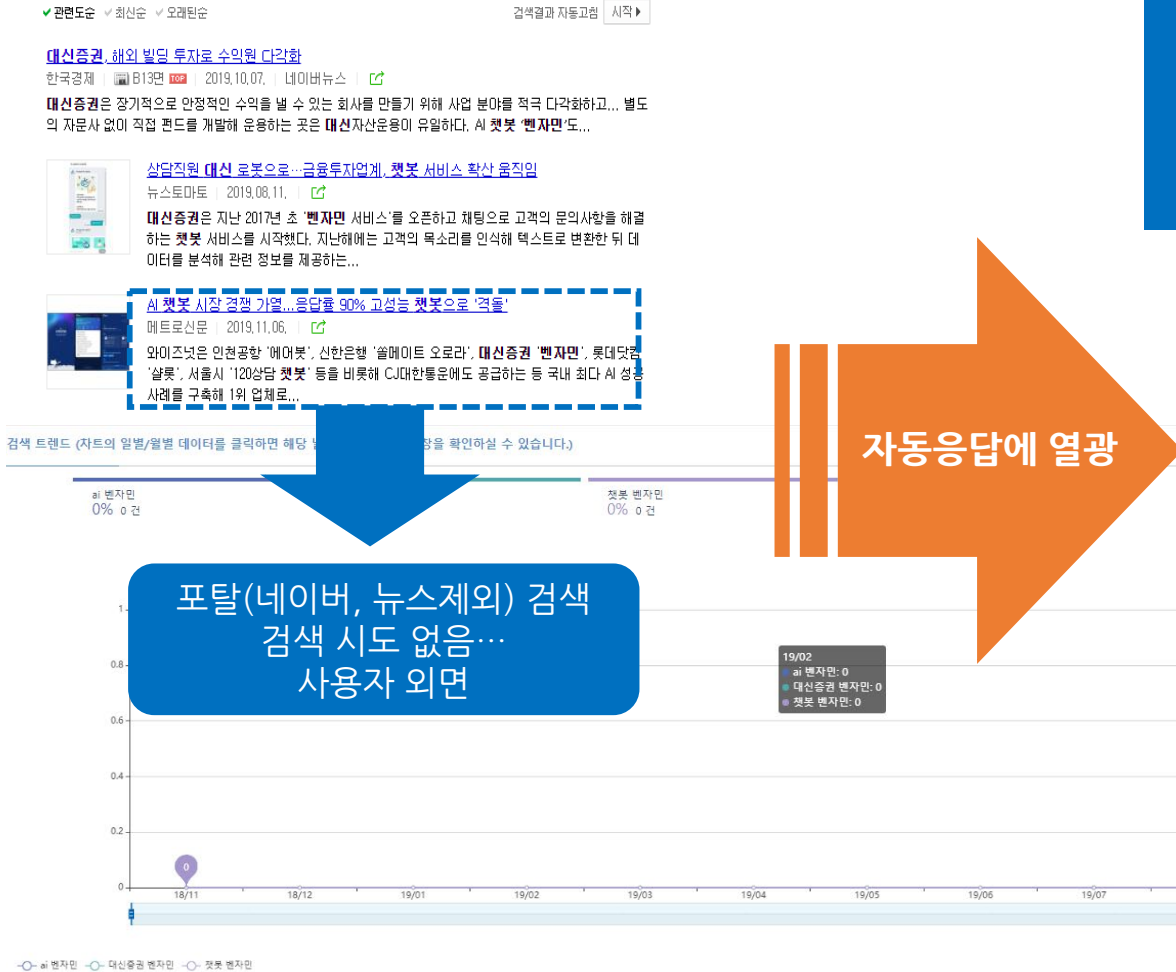 관련도순 최신순 오래된순 검색결과 자동고침 시작
대신증권, 해외 빌딩 투자로 수익원 다각화
한국경제 B13면 TOP 2019.10.07. 네이버뉴스
대신증권은 장기적으로 안정적인 수익을 낼 수 있는 회사를 만들기 위해 사업 분야를 적극 다각화하고... 별도
의 자문사 없이 직접 펀드를 개발해 운용하는 곳은 대신자산운용이 유일하다. AI 챗봇 '벤자민'도...
상담직원 대신 로봇으로…금융투자업계, 챗봇 서비스 확산 움직임
뉴스토마토 2019.08.11.
대신증권은 지난 2017년 초 '벤자민 서비스'를 오픈하고 채팅으로 고객의 문의사항을 해결
하는 챗봇 서비스를 시작했다. 지난해에는 고객의 목소리를 인식해 텍스트로 변환한 뒤 데
이터를 분석해 관련 정보를 제공하는...
AI 챗봇 시장 경쟁 가열...응답률 90% 고성능 챗봇으로 '격돌'
메트로신문 2019.11.06.
와이즈넛은 인천공항 '에어봇', 신한은행 '쏠메이트 오로라', 대신증권 '벤자민', 롯데닷컴
'샬롯', 서울시 '120상담 챗봇' 등을 비롯해 CJ대한통운에도 공급하는 등 국내 최다 AI 성공
사례를 구축해 1위 업체로...
자동응답에 열광
검색 트렌드 (차트의 일별/월별 데이터를 클릭하면 해당 을 확인하실 수 있습니다.)
ai 벤자민 챗봇 벤자민
0% 0 건 0% 0 건
포탈(네이버, 뉴스제외) 검색
검색 시도 없음…
사용자 외면
1
0.8
0.6
0.4
0.2
0
19/02
ai 벤자민: 0
대신증권 벤자민: 0
챗봇 벤자민: 0
0
18/11 18/12 19/01 19/02 19/03 19/04 19/05 19/06 19/07
ai 벤자민 대신증권 벤자민 챗봇 벤자민